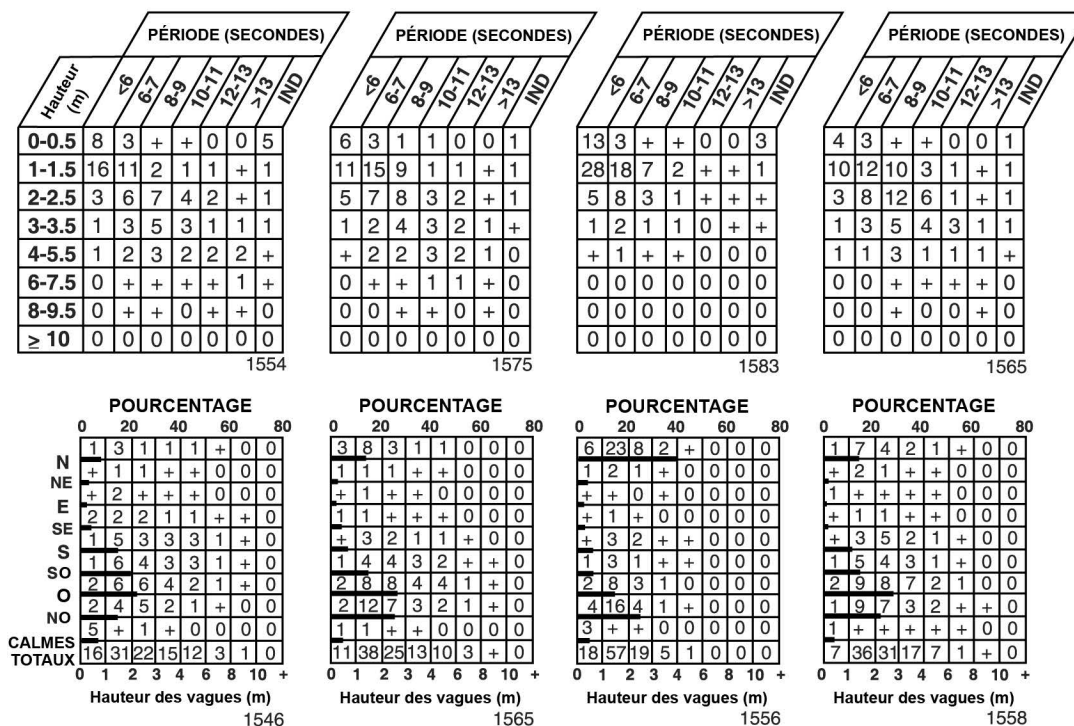 PÉRIODE (SECONDES) PÉRIODE (SECONDES) PÉRIODE (SECONDES) PÉRIODE (SECONDES)
Hauteur (m) <6 6-7 8-9 10-11 12-13 >13 IND <6 6-7 8-9 10-11 12-13 >13 IND <6 6-7 8-9 10-11 12-13 >13 IND <6 6-7 8-9 10-11 12-13 >13 IND
0-0.5 8 3 + + 0 0 5 6 3 1 1 0 0 1 13 3 + + 0 0 3 4 3 + + 0 0 1
1-1.5 16 11 2 1 1 + 1 11 15 9 1 1 + 1 28 18 7 2 + + 1 10 12 10 3 1 + 1
2-2.5 3 6 7 4 2 + 1 5 7 8 3 2 + 1 5 8 3 1 + + + 3 8 12 6 1 + 1
3-3.5 1 3 5 3 1 1 1 1 2 4 3 2 1 + 1 2 1 1 0 + + 1 3 5 4 3 1 1
4-5.5 1 2 3 2 2 2 + + 2 2 3 2 1 0 + 1 + + 0 0 0 1 1 3 1 1 1 +
6-7.5 0 + + + + 1 + 0 + + 1 1 + 0 0 0 0 0 0 0 0 0 0 + + + + 0
8-9.5 0 + + 0 + + 0 0 0 + + 0 + 0 0 0 0 0 0 0 0 0 0 + 0 0 + 0
≥ 10 0 0 0 0 0 0 0 0 0 0 0 0 0 0 0 0 0 0 0 0 0 0 0 0 0 0 0 0
1554 1575 1583 1565
POURCENTAGE POURCENTAGE POURCENTAGE POURCENTAGE
0 20 40 60 80 0 20 40 60 80 0 20 40 60 80 0 20 40 60 80
N 1 3 1 1 1 + 0 0 3 8 3 1 1 0 0 0 6 23 8 2 + 0 0 0 1 7 4 2 1 + 0 0
NE + 1 1 + + 0 0 0 1 1 1 + 0 0 0 0 1 2 1 + 0 0 0 0 + 2 1 + + 0 0 0
E + 2 + + + 0 0 0 + 1 + + 0 0 0 0 + + 0 + 0 0 0 0 1 + + + + 0 0 0
SE 2 2 2 1 1 + + 0 1 1 + + + 0 0 0 + 1 + 0 0 0 0 0 + 1 + + + 0 0 0
S 1 5 3 3 3 1 + 0 + 3 2 1 1 + 0 0 + 3 2 + + 0 0 0 + 3 5 2 1 + 0 0
SO 1 6 4 3 3 1 + 0 1 4 4 3 2 + + 0 1 3 1 + + 0 0 0 1 5 4 3 1 + 0 0
O 2 6 6 4 2 1 + 0 2 8 8 4 4 1 + 0 2 8 3 1 0 0 0 0 2 9 8 7 2 1 0 0
NO 2 4 5 2 1 + + 0 2 12 7 3 2 1 + 0 4 16 4 1 + 0 0 0 1 9 7 3 2 + + 0
CALMES 5 + 1 + 0 0 0 0 1 1 + + 0 0 0 0 3 + + 0 0 0 0 0 4 + + + + + 0 0
TOTAUX 16 31 22 15 12 3 1 0 11 38 25 13 10 3 + 0 18 57 19 5 1 0 0 0 7 36 31 17 7 1 + 0
0 1 2 4 6 8 10 + 0 1 2 4 6 8 10 + 0 1 2 4 6 8 10 + 0 1 2 4 6 8 10 +
Hauteur des vagues (m) Hauteur des vagues (m) Hauteur des vagues (m) Hauteur des vagues (m)
1546 1565 1556 1558